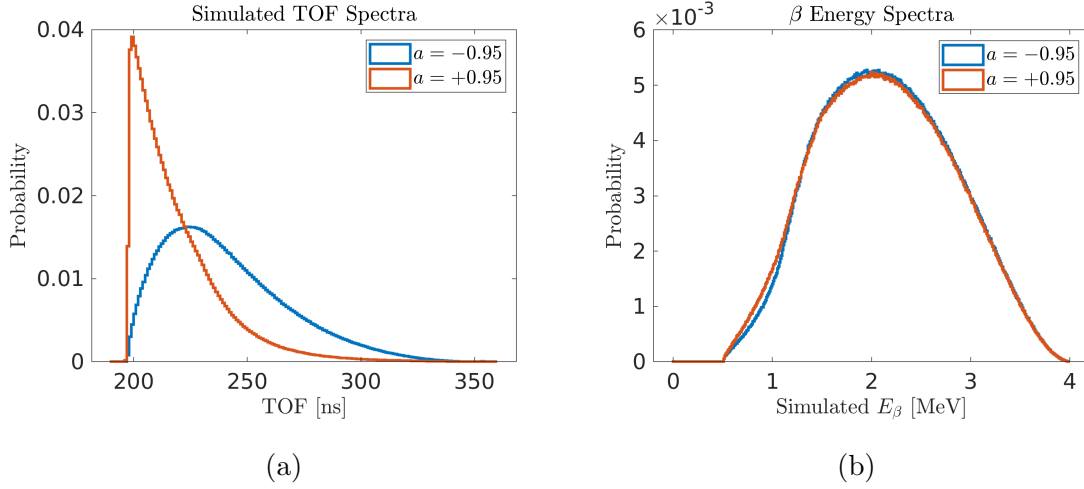 Simulated TOF Spectra
0.04
0.03
0.02
0.01
0
Probability
a = −0.95
a = +0.95
200 250 300 350
TOF [ns]
(a)
β Energy Spectra
×10-3
6
5
4
3
2
1
0
Probability
a = −0.95
a = +0.95
0 1 2 3 4
Simulated Eβ [MeV]
(b)